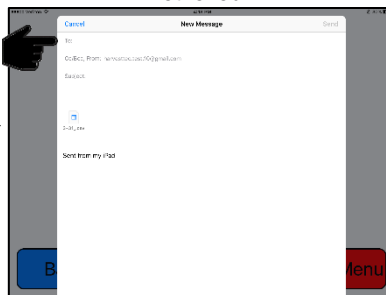 Cancel New Message Send
To:
Cc/Bcc, From:
Subject:
Sent from my iPad
B Menu